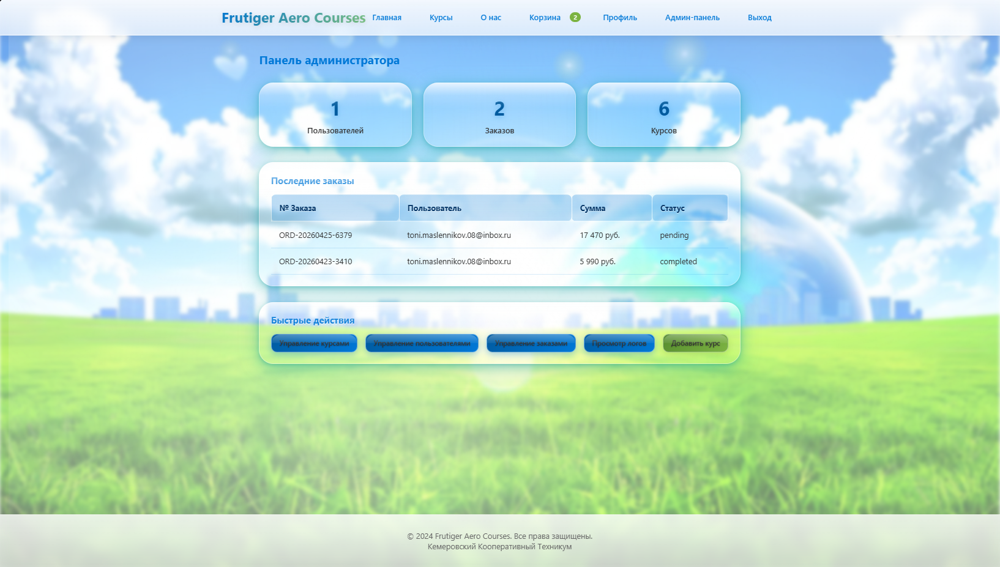 Frutiger Aero Courses Главная Курсы О нас Корзина 2 Профиль Админ-панель Выход
Панель администратора
1 2 6
Пользователей Заказов Курсов
Последние заказы
№ Заказа Пользователь Сумма Статус
ORD-20260425-6379 toni.maslennikov.08@inbox.ru 17 470 руб. pending
ORD-20260423-3410 toni.maslennikov.08@inbox.ru 5 990 руб. completed
Быстрые действия
Управление курсами Управление пользователями Управление заказами Просмотр логов Добавить курс
© 2024 Frutiger Aero Courses. Все права защищены.
Кемеровский Кооперативный Техникум